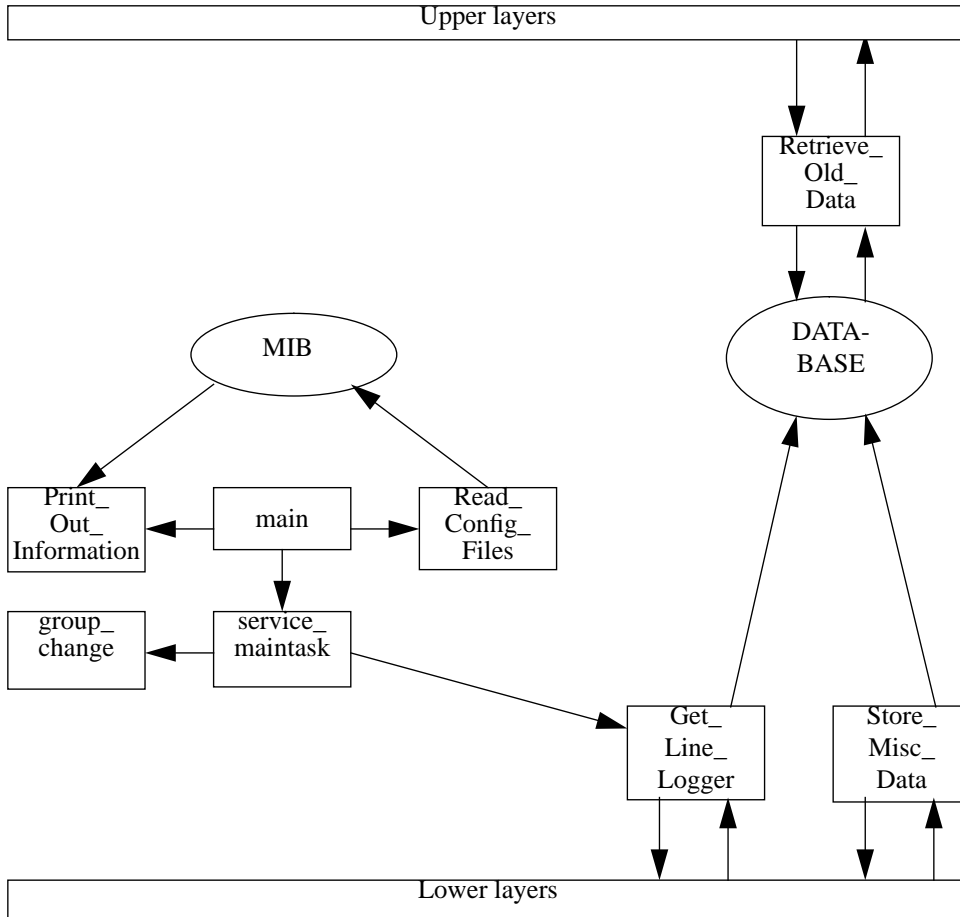 Upper layers
Retrieve_
Old_
Data
MIB
DATA-
BASE
Print_
Out_
Information
main
Read_
Config_
Files
group_
change
service_
maintask
Get_
Line_
Logger
Store_
Misc_
Data
Lower layers